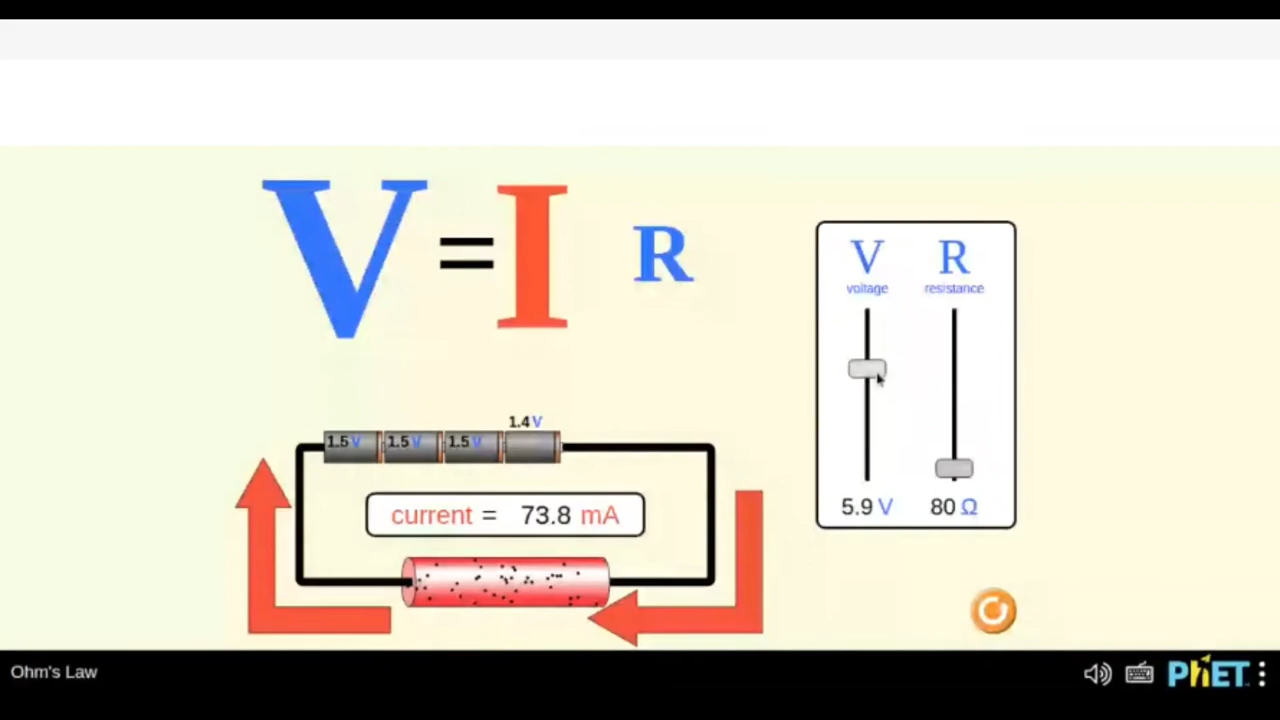 V = I R
V R
voltage resistance
1.4 V
1.5 V 1.5 V 1.5 V
5.9 V 80 Ω
current = 73.8 mA
Ohm's Law
PhET